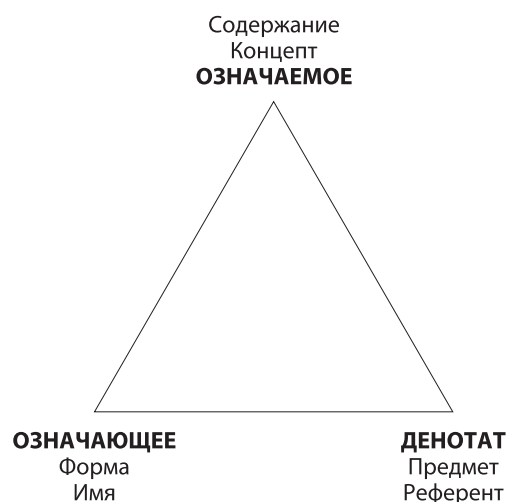 Содержание
Концепт
ОЗНАЧАЕМОЕ
ОЗНАЧАЮЩЕЕ
Форма
Имя
ДЕНОТАТ
Предмет
Референт